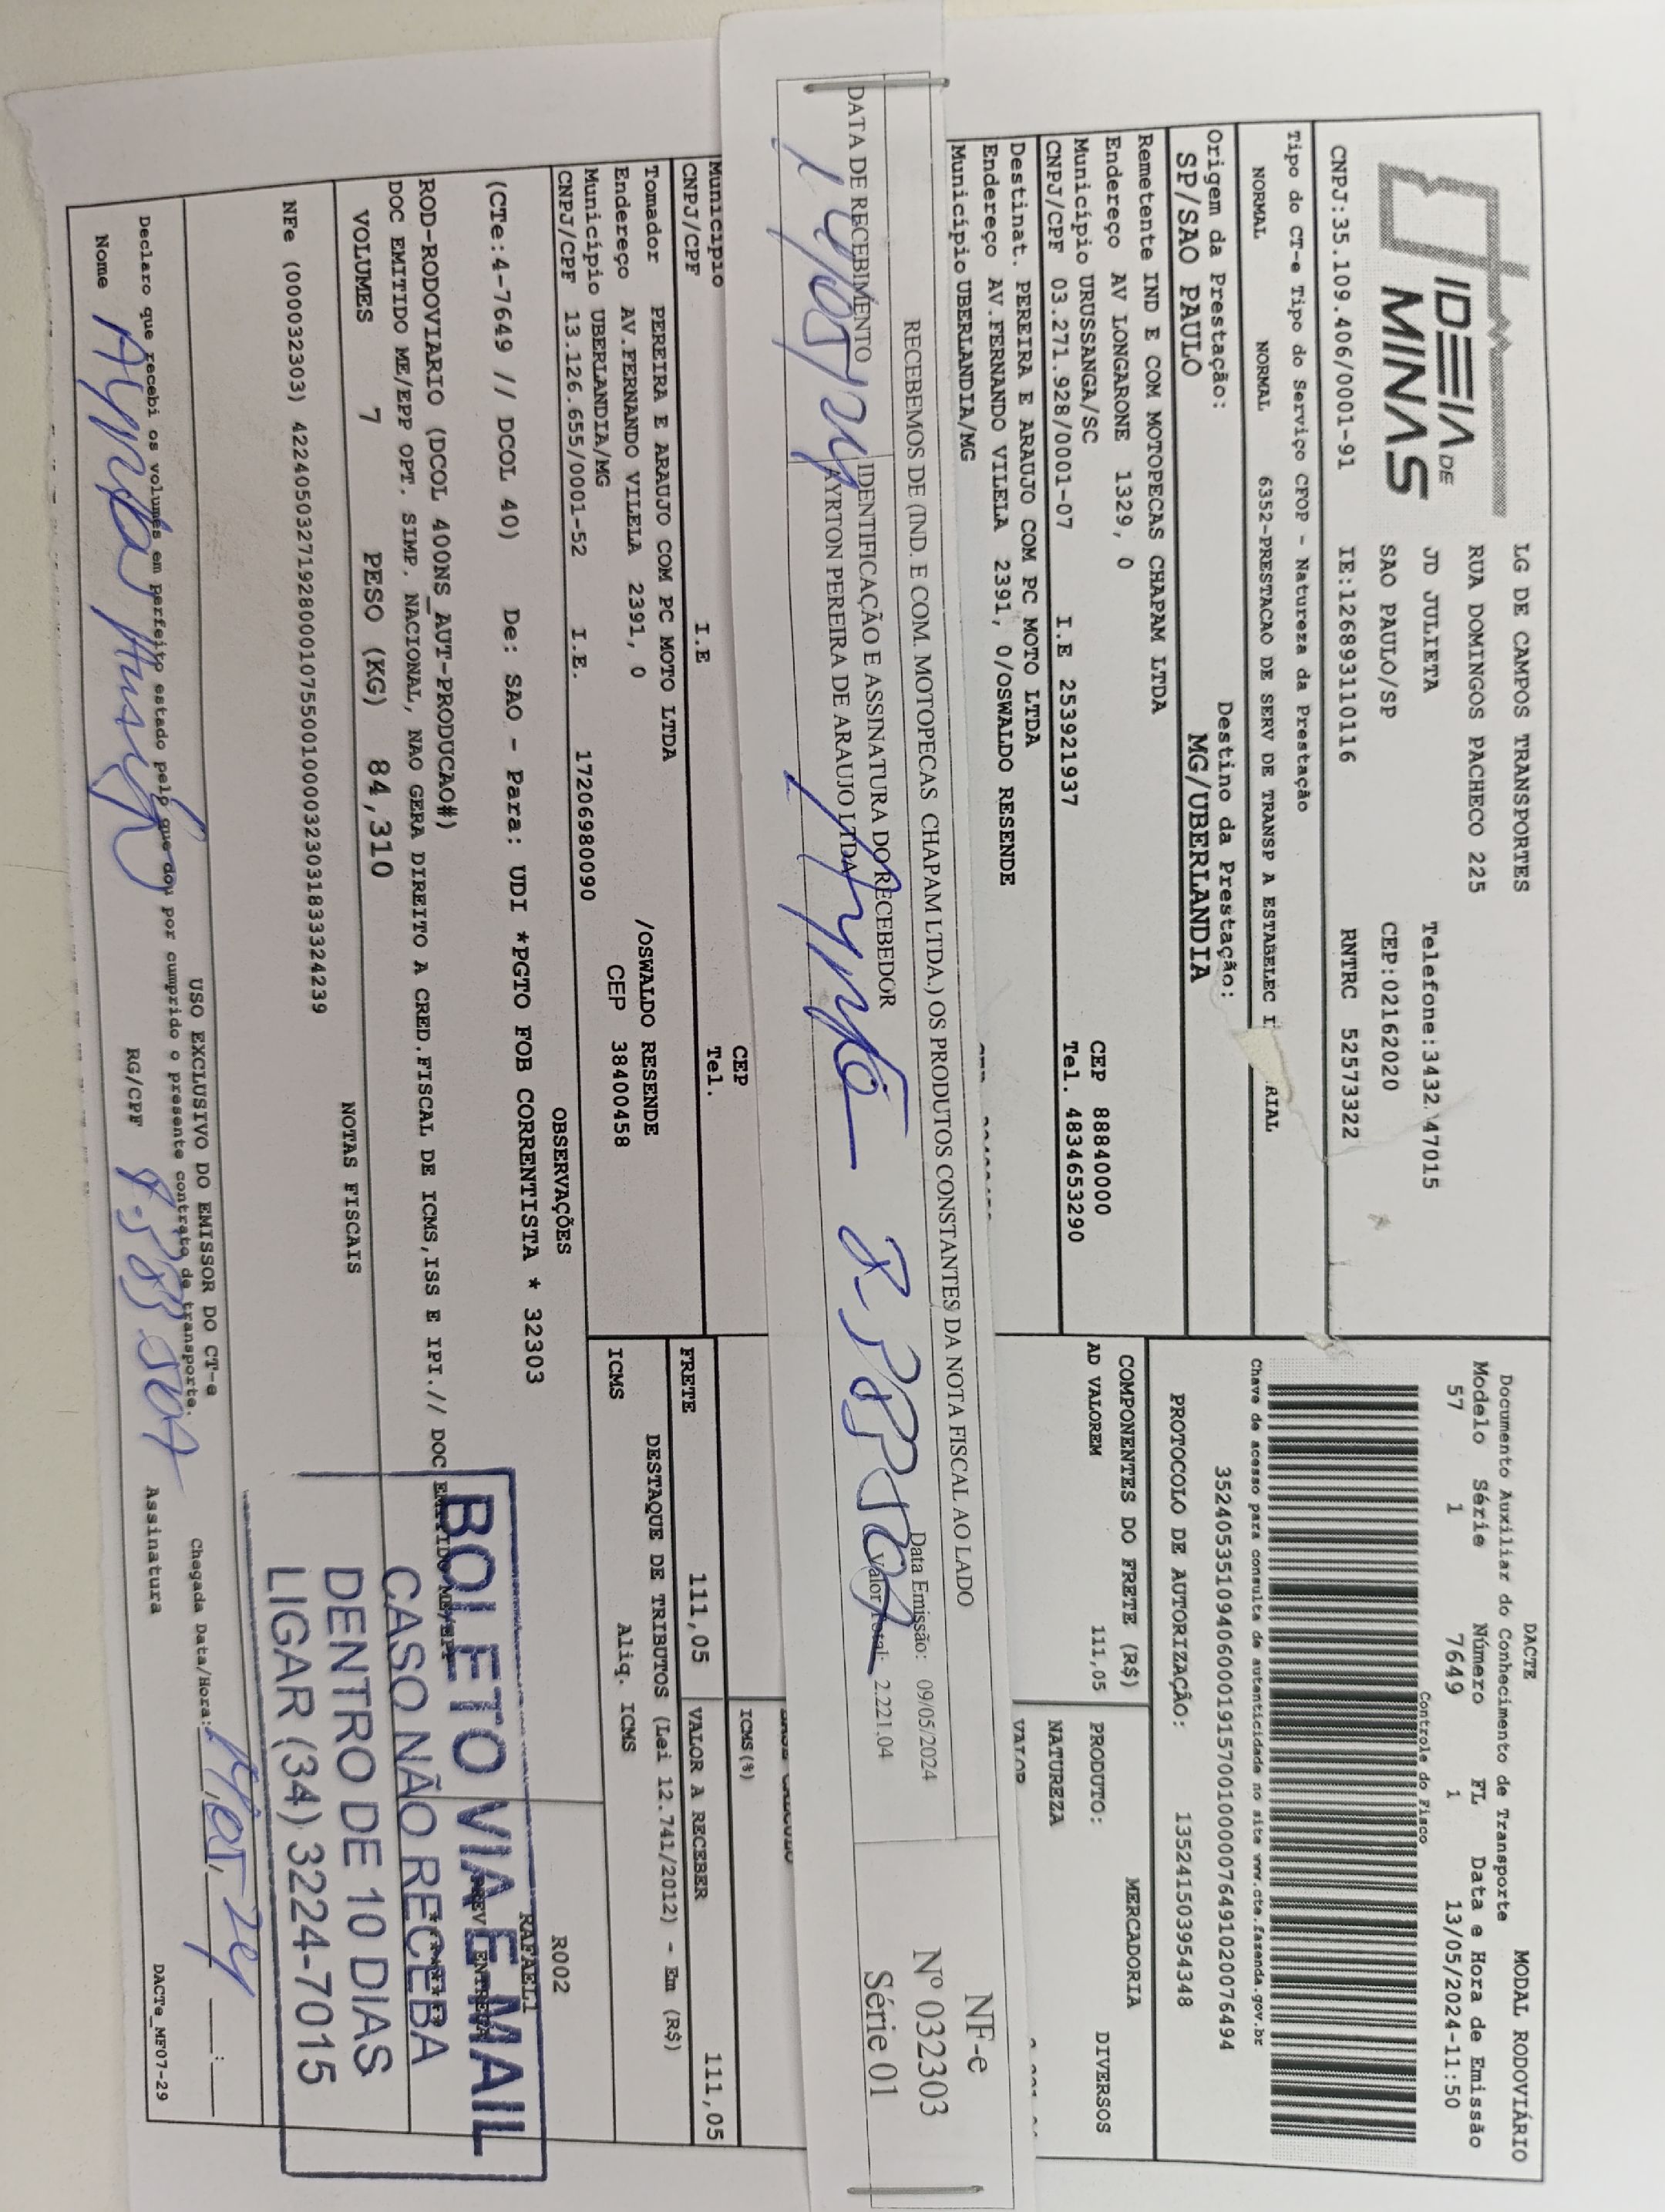 IDEIA DE
MINAS
LG DE CAMPOS TRANSPORTES
RUA DOMINGOS PACHECO 225
JD JULIETA
Telefone:3432 47015
SAO PAULO/SP
CEP:02162020
CNPJ:35.109.406/0001-91
IE:126893110116
RNTRC 52573322
DACTE
MODAL RODOVIÁRIO
Documento Auxiliar do Conhecimento de Transporte
Modelo Série Número FL Data e Hora de Emissão
57 1 7649 1 13/05/2024-11:50
Controle do Fisco
Chave de acesso para consulta de autenticidade no site www.cte.fazenda.gov.br
35240535109406000191570010000076491020076494
PROTOCOLO DE AUTORIZAÇÃO: 135241503954348
Tipo do CT-e Tipo do Serviço CFOP - Natureza da Prestação
NORMAL NORMAL 6352-PRESTACAO DE SERV DE TRANSP A ESTABELEC I RIAL
Origem da Prestação: Destino da Prestação:
SP/SAO PAULO MG/UBERLANDIA
Remetente IND E COM MOTOPECAS CHAPAM LTDA
Endereço AV LONGARONE 1329, 0 CEP 88840000
Município URUSSANGA/SC Tel. 4834653290
CNPJ/CPF 03.271.928/0001-07 I.E 253921937
Destinat. PEREIRA E ARAUJO COM PC MOTO LTDA
Endereço AV.FERNANDO VILELA 2391, 0/OSWALDO RESENDE
Município UBERLANDIA/MG
COMPONENTES DO FRETE (R$)
AD VALOREM 111,05
MERCADORIA
PRODUTO: DIVERSOS
NATUREZA
VALOR
RECEBEMOS DE (IND. E COM. MOTOPECAS CHAPAM LTDA.) OS PRODUTOS CONSTANTES DA NOTA FISCAL AO LADO
DATA DE RECEBIMENTO
IDENTIFICAÇÃO E ASSINATURA DO RECEBEDOR
AYRTON PEREIRA DE ARAUJO LTDA
Data Emissão: 09/05/2024
Valor Total: 2.221,04
NF-e
Nº 032303
Série 01
CEP
Município Tel.
CNPJ/CPF I.E
ICMS(%)
Tomador PEREIRA E ARAUJO COM PC MOTO LTDA
Endereço AV.FERNANDO VILELA 2391, 0 /OSWALDO RESENDE
Município UBERLANDIA/MG CEP 38400458
CNPJ/CPF 13.126.655/0001-52 I.E. 1720698009​0
FRETE 111,05 VALOR A RECEBER 111,05
DESTAQUE DE TRIBUTOS (Lei 12.741/2012) - Em (R$)
ICMS Aliq. ICMS
OBSERVAÇÕES
R002
(CTe:4-7649 // DCOL 40) De: SAO - Para: UDI *PGTO FOB CORRENTISTA * 32303
ROD-RODOVIARIO (DCOL 400NS_AUT-PRODUCAO#)
DOC EMITIDO ME/EPP OPT. SIMP. NACIONAL, NAO GERA DIREITO A CRED.FISCAL DE ICMS,ISS E IPI.// DOC EMITIDO ME/EPP
VOLUMES 7 PESO (KG) 84,310
BOLETO VIA E-MAIL
CASO NÃO RECEBA
DENTRO DE 10 DIAS
LIGAR (34) 3224-7015
NOTAS FISCAIS
NFe (000032303) 42240503271928000107550010000323031833324239
USO EXCLUSIVO DO EMISSOR DO CT-e
Declaro que recebi os volumes em perfeito estado pelo que dou por cumprido o presente contrato de transporte.
Chegada Data/Hora:
Nome RG/CPF Assinatura
DACTe_MF07-29